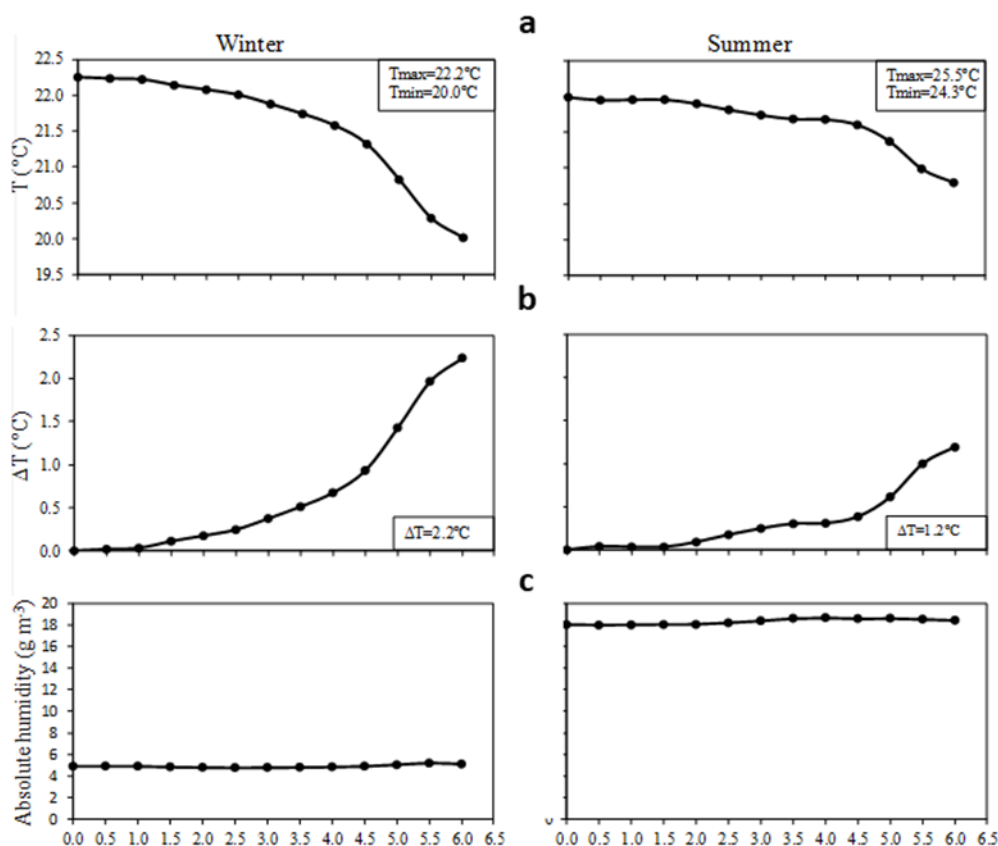 a
Winter
Summer
T (°C)
22.5
22.0
21.5
21.0
20.5
20.0
19.5
Tmax=22.2°C
Tmin=20.0°C
Tmax=25.5°C
Tmin=24.3°C
b
ΔT (°C)
2.5
2.0
1.5
1.0
0.5
0.0
ΔT=2.2°C
ΔT=1.2°C
c
Absolute humidity (g m-3)
20
18
16
14
12
10
8
6
4
2
0
0.0 0.5 1.0 1.5 2.0 2.5 3.0 3.5 4.0 4.5 5.0 5.5 6.0 6.5
0.0 0.5 1.0 1.5 2.0 2.5 3.0 3.5 4.0 4.5 5.0 5.5 6.0 6.5